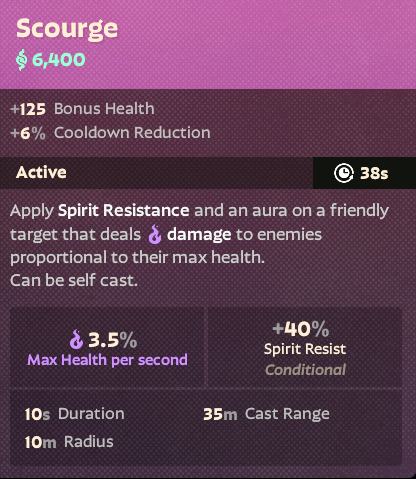 Scourge
6,400
+125 Bonus Health
+6% Cooldown Reduction
Active 38s
Apply Spirit Resistance and an aura on a friendly
target that deals damage to enemies
proportional to their max health.
Can be self cast.
3.5%
Max Health per second
+40%
Spirit Resist
Conditional
10s Duration 35m Cast Range
10m Radius